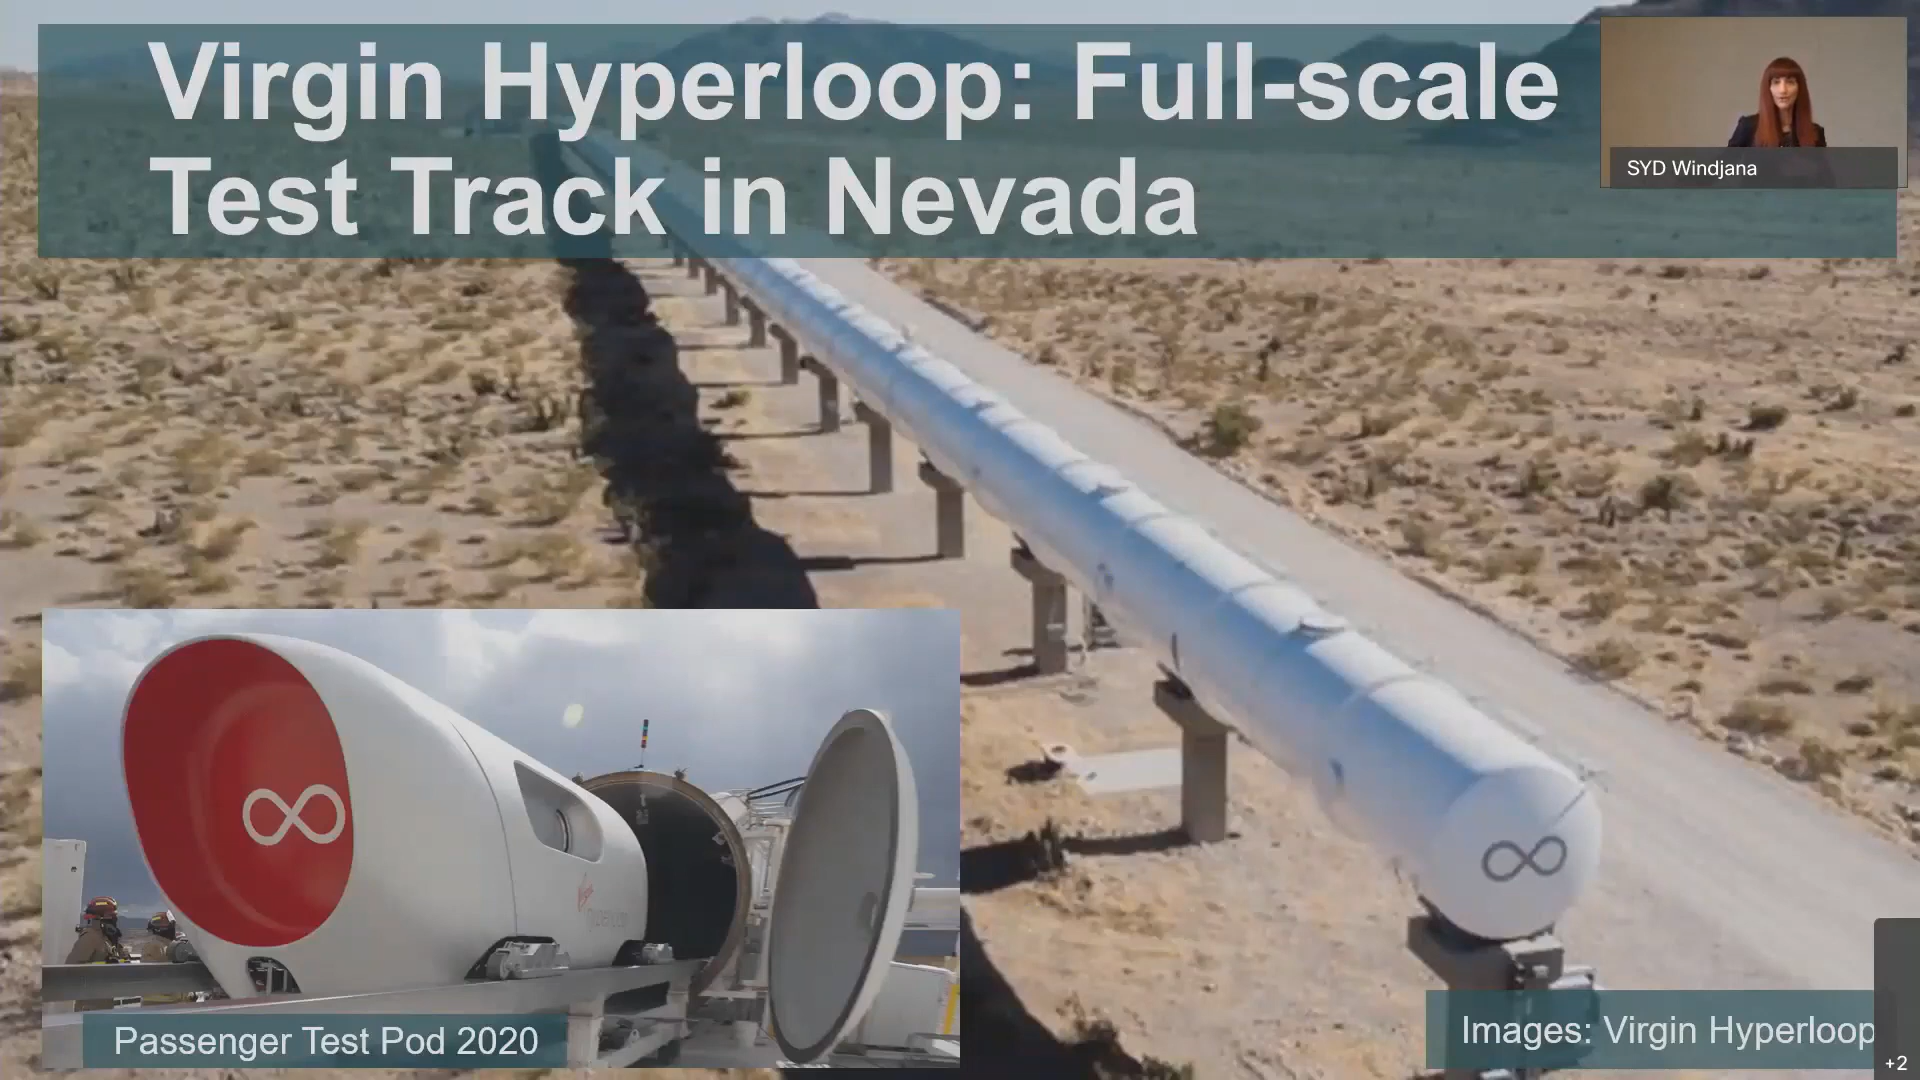 Virgin Hyperloop: Full-scale
Test Track in Nevada
SYD Windjana
Passenger Test Pod 2020
Images: Virgin Hyperloop
+2